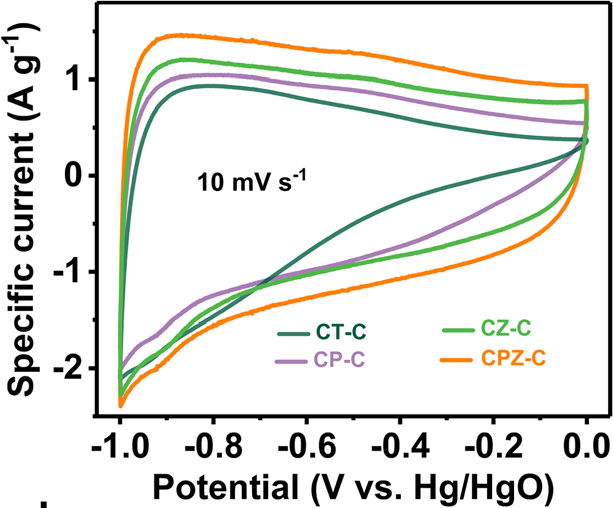 Specific current (A g-1)
1
0
-1
-2
10 mV s-1
CT-C
CZ-C
CP-C
CPZ-C
-1.0 -0.8 -0.6 -0.4 -0.2 0.0
Potential (V vs. Hg/HgO)